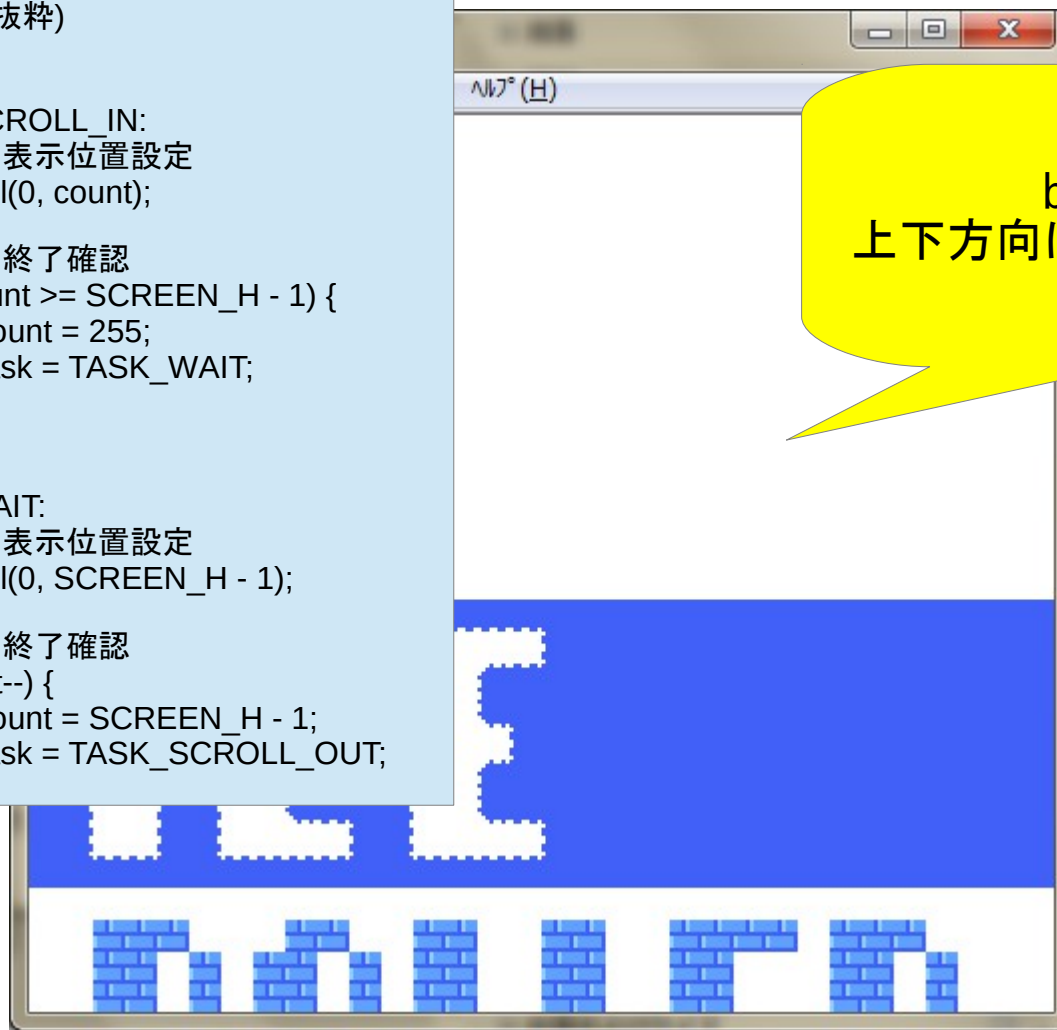 抜粋)
CROLL_IN:
表示位置設定
l(0, count);
終了確認
unt >= SCREEN_H - 1) {
ount = 255;
sk = TASK_WAIT;
AIT:
表示位置設定
l(0, SCREEN_H - 1);
終了確認
t--) {
ount = SCREEN_H - 1;
sk = TASK_SCROLL_OUT;
ﾍﾙﾌﾟ(H)
b
上下方向に